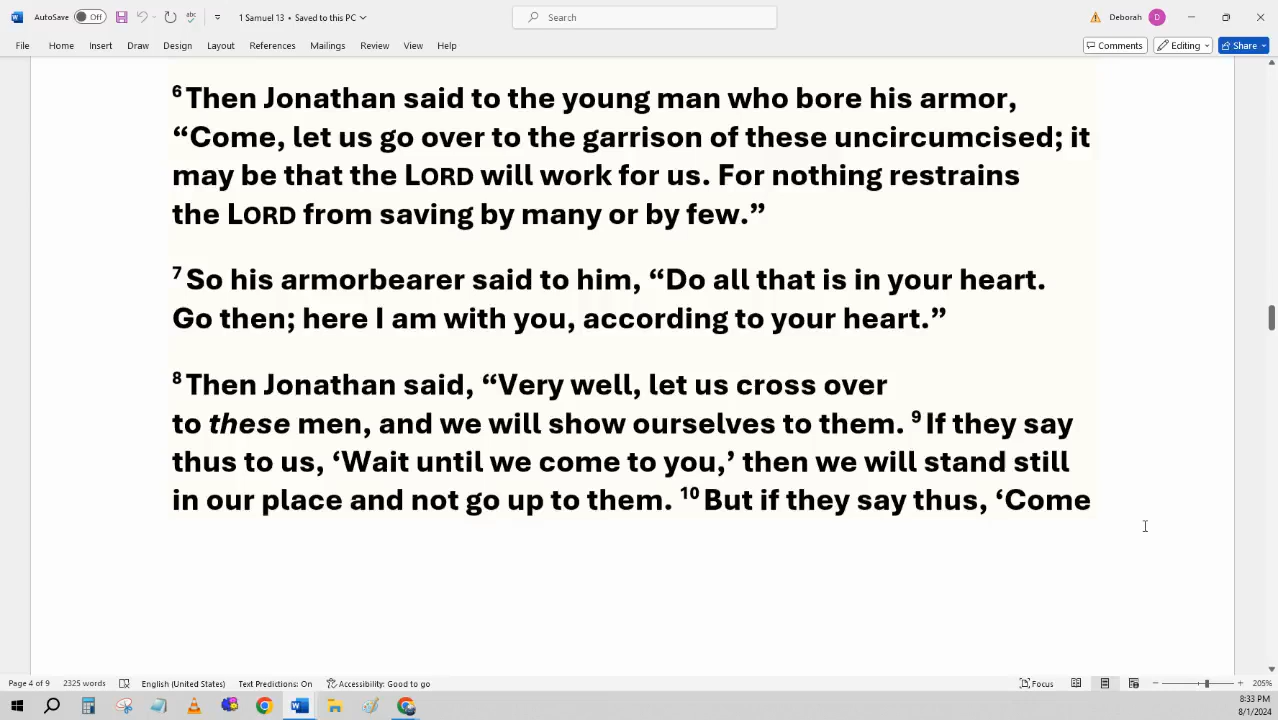 AutoSave Off 1 Samuel 13 • Saved to this PC Search Deborah D
File Home Insert Draw Design Layout References Mailings Review View Help Comments Editing Share
6 Then Jonathan said to the young man who bore his armor,
“Come, let us go over to the garrison of these uncircumcised; it
may be that the LORD will work for us. For nothing restrains
the LORD from saving by many or by few.”
7 So his armorbearer said to him, “Do all that is in your heart.
Go then; here I am with you, according to your heart.”
8 Then Jonathan said, “Very well, let us cross over
to these men, and we will show ourselves to them. 9 If they say
thus to us, ‘Wait until we come to you,’ then we will stand still
in our place and not go up to them. 10 But if they say thus, ‘Come
Page 4 of 9 2325 words English (United States) Text Predictions: On Accessibility: Good to go Focus 205%
8:33 PM
8/1/2024